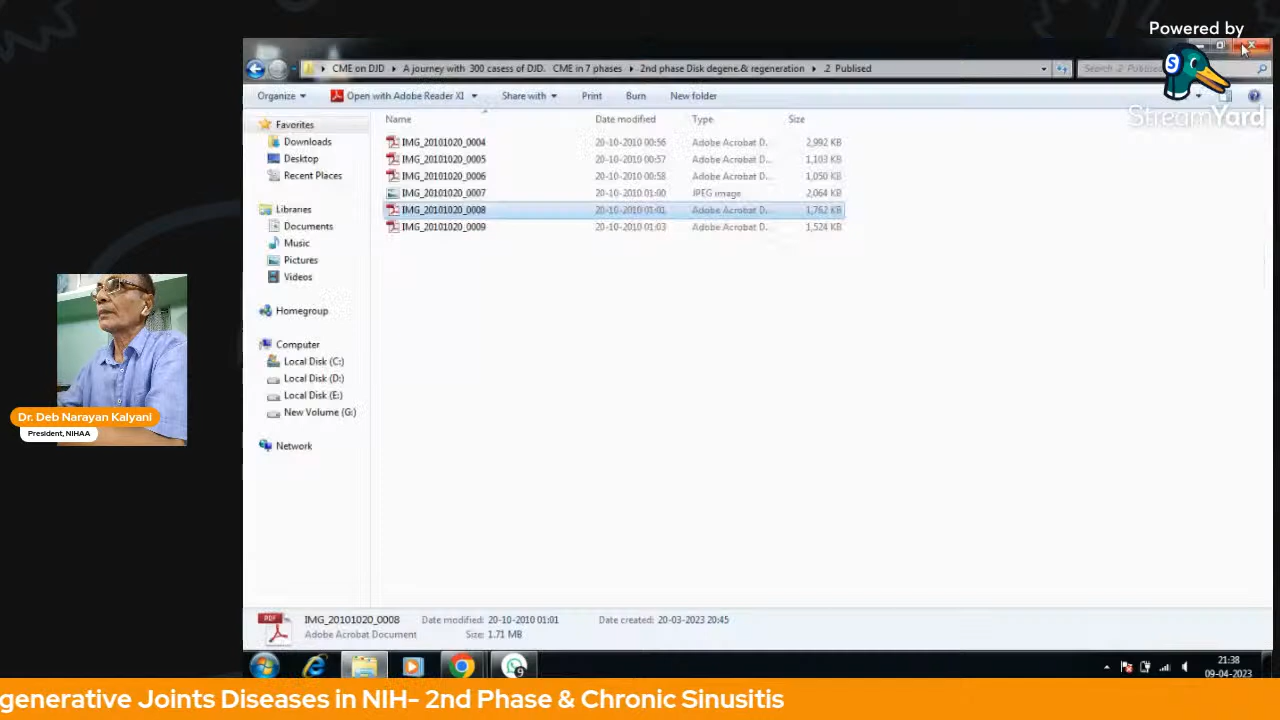 Powered by
StreamYard
CME on DJD
A journey with 300 casess of DJD. CME in 7 phases
2nd phase Disk degene.& regeneration
.2 Publised
Search .2 Publised
Organize
Open with Adobe Reader XI
Share with
Print
Burn
New folder
Name
Date modified
Type
Size
Favorites
Downloads
Desktop
Recent Places
Libraries
Documents
Music
Pictures
Videos
Homegroup
Computer
Local Disk (C:)
Local Disk (D:)
Local Disk (E:)
New Volume (G:)
Network
IMG_20101020_0004 20-10-2010 00:56 Adobe Acrobat D... 2,992 KB
IMG_20101020_0005 20-10-2010 00:57 Adobe Acrobat D... 1,103 KB
IMG_20101020_0006 20-10-2010 00:58 Adobe Acrobat D... 1,050 KB
IMG_20101020_0007 20-10-2010 01:00 JPEG image 2,064 KB
IMG_20101020_0008 20-10-2010 01:01 Adobe Acrobat D... 1,762 KB
IMG_20101020_0009 20-10-2010 01:03 Adobe Acrobat D... 1,524 KB
Dr. Deb Narayan Kalyani
President, NIHAA
PDF
IMG_20101020_0008 Date modified: 20-10-2010 01:01 Date created: 20-03-2023 20:45
Adobe Acrobat Document Size: 1.71 MB
9
21:38
09-04-2023
generative Joints Diseases in NIH- 2nd Phase & Chronic Sinusitis